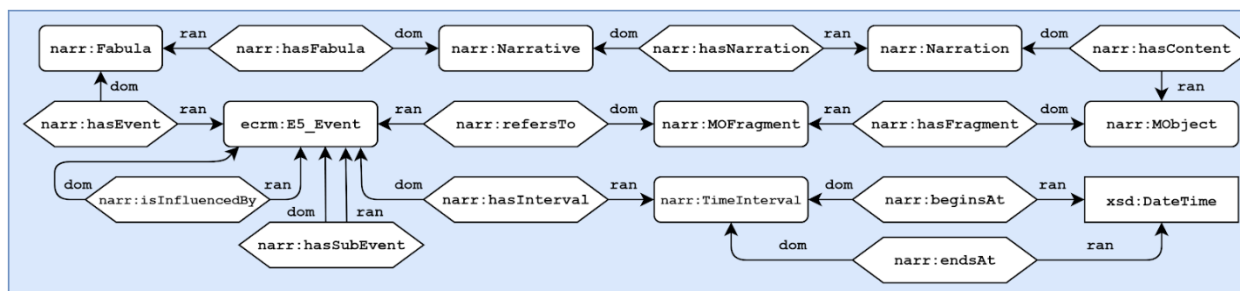 ran dom dom ran dom
narr:Fabula narr:hasFabula narr:Narrative narr:hasNarration narr:Narration narr:hasContent
dom ran
ran ran dom ran dom
narr:hasEvent ecrm:E5_Event narr:refersTo narr:MOFragment narr:hasFragment narr:MObject
dom ran dom ran dom ran
narr:isInfluencedBy narr:hasInterval narr:TimeInterval narr:beginsAt xsd:DateTime
dom ran
narr:hasSubEvent dom ran
narr:endsAt